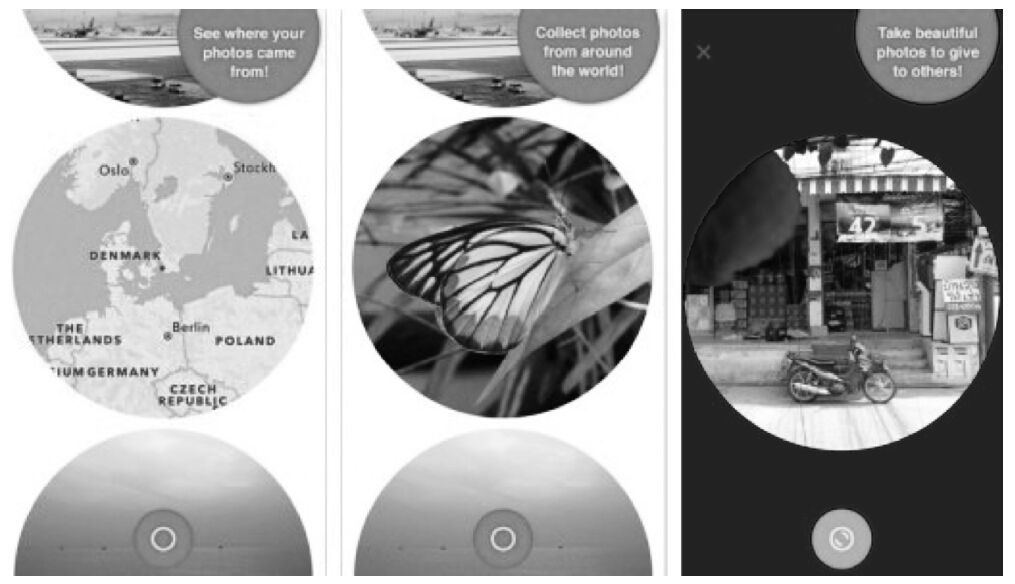 See where your
photos came
from!
Oslo
Stockh
DENMARK
LA
LITHUA
THE
ETHERLANDS
Berlin
POLAND
IUM GERMANY
CZECH
REPUBLIC
Collect photos
from around
the world!
Take beautiful
photos to give
to others!
42
5